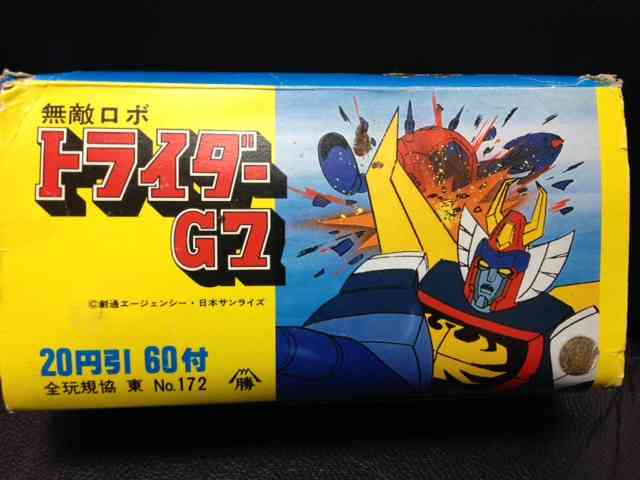 無敵ロボ
トライダー
G7
©創通エージェンシー・日本サンライズ
20円引 60付
全玩規協 東 No.172
勝